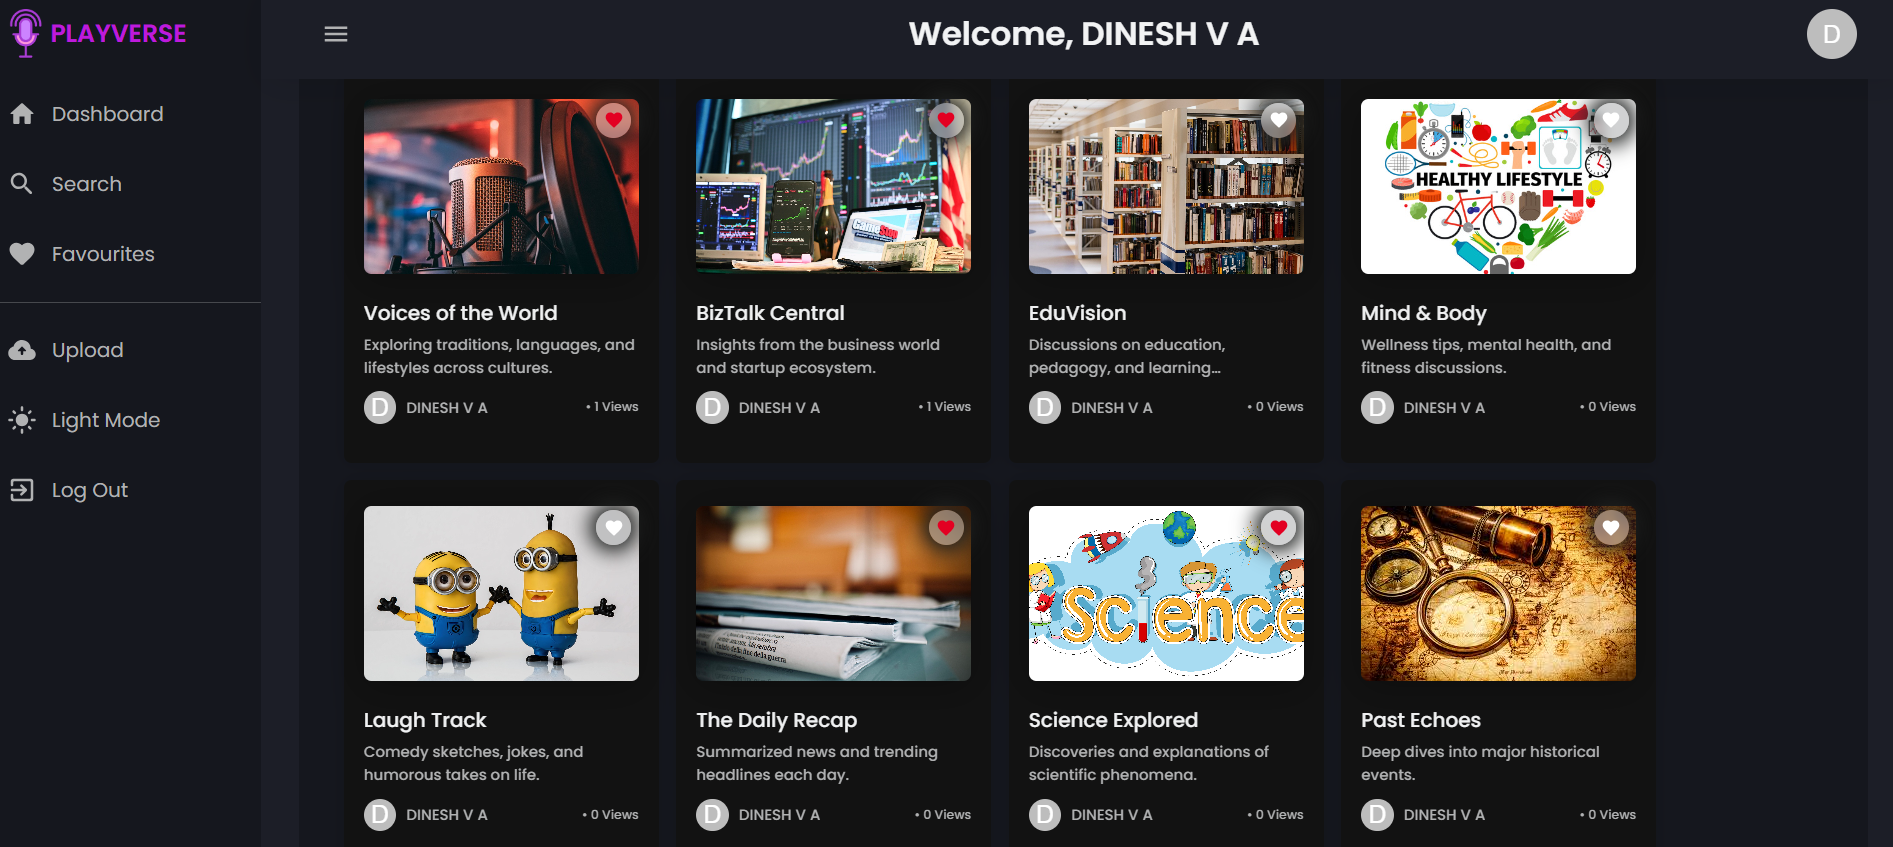 PLAYVERSE
Welcome, DINESH V A
D
Dashboard
Search
Favourites
Upload
Light Mode
Log Out
GameStop
HEALTHY LIFESTYLE
Voices of the World
Exploring traditions, languages, and
lifestyles across cultures.
D DINESH V A • 1 Views
BizTalk Central
Insights from the business world
and startup ecosystem.
D DINESH V A • 1 Views
EduVision
Discussions on education,
pedagogy, and learning...
D DINESH V A • 0 Views
Mind & Body
Wellness tips, mental health, and
fitness discussions.
D DINESH V A • 0 Views
Science
Laugh Track
Comedy sketches, jokes, and
humorous takes on life.
D DINESH V A • 0 Views
The Daily Recap
Summarized news and trending
headlines each day.
D DINESH V A • 0 Views
Science Explored
Discoveries and explanations of
scientific phenomena.
D DINESH V A • 0 Views
Past Echoes
Deep dives into major historical
events.
D DINESH V A • 0 Views